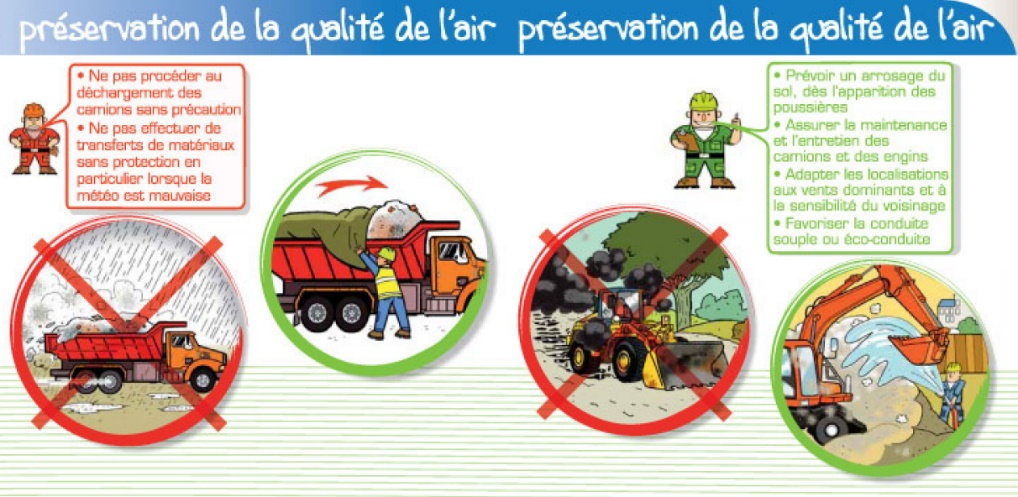 préservation de la qualité de l'air
• Ne pas procéder au
déchargement des
camions sans précaution
• Ne pas effectuer de
transferts de matériaux
sans protection en
particulier lorsque la
météo est mauvaise
préservation de la qualité de l'air
• Prévoir un arrosage du
sol, dès l'apparition des
poussières
• Assurer la maintenance
et l'entretien des
camions et des engins
• Adapter les localisations
aux vents dominants et à
la sensibilité du voisinage
• Favoriser la conduite
souple ou éco-conduite